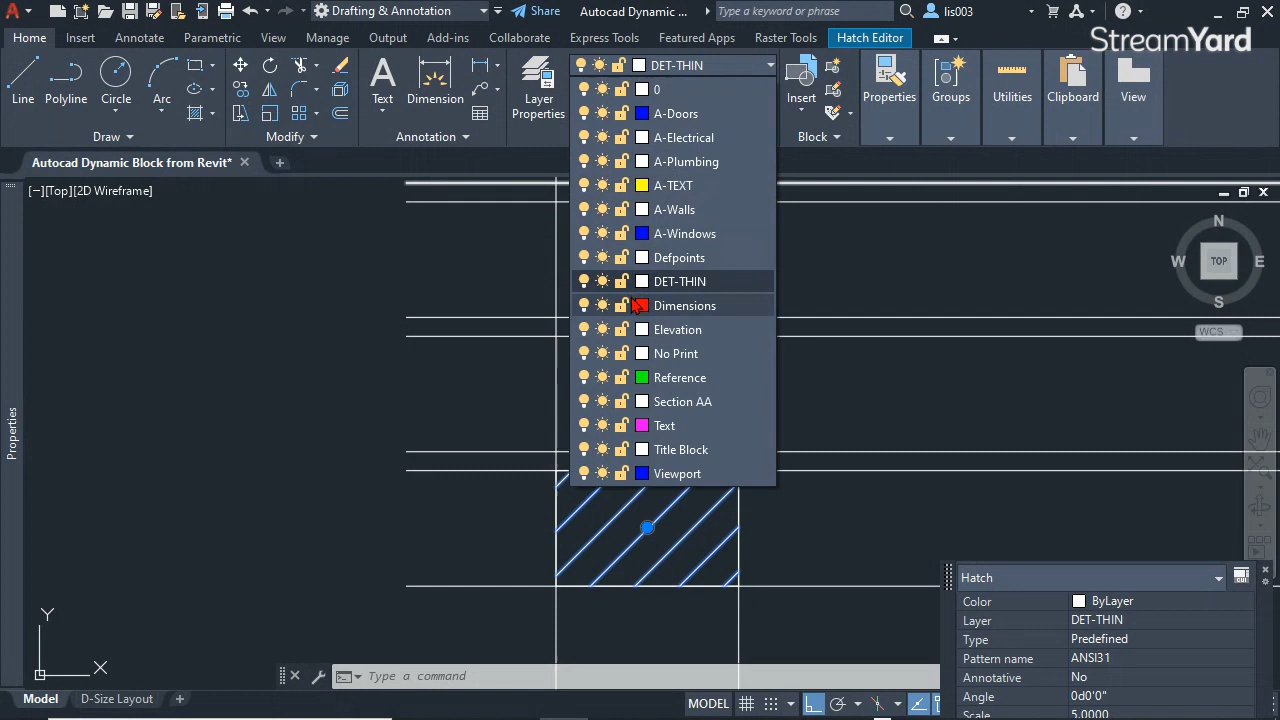 Drafting & Annotation
Share
Autocad Dynamic ...
Type a keyword or phrase
lis003
StreamYard
Home
Insert
Annotate
Parametric
View
Manage
Output
Add-ins
Collaborate
Express Tools
Featured Apps
Raster Tools
Hatch Editor
Line
Polyline
Circle
Arc
Text
Dimension
Layer
Properties
DET-THIN
Insert
Properties
Groups
Utilities
Clipboard
View
Draw
Modify
Annotation
Block
Autocad Dynamic Block from Revit*
[−][Top][2D Wireframe]
0
A-Doors
A-Electrical
A-Plumbing
A-TEXT
A-Walls
A-Windows
Defpoints
DET-THIN
Dimensions
Elevation
No Print
Reference
Section AA
Text
Title Block
Viewport
N
W
TOP
E
S
WCS
Properties
Hatch
Color ByLayer
Layer DET-THIN
Type Predefined
Pattern name ANSI31
Annotative No
Angle 0d0'0"
Scale 5.0000
Y
X
Type a command
Model
D-Size Layout
MODEL